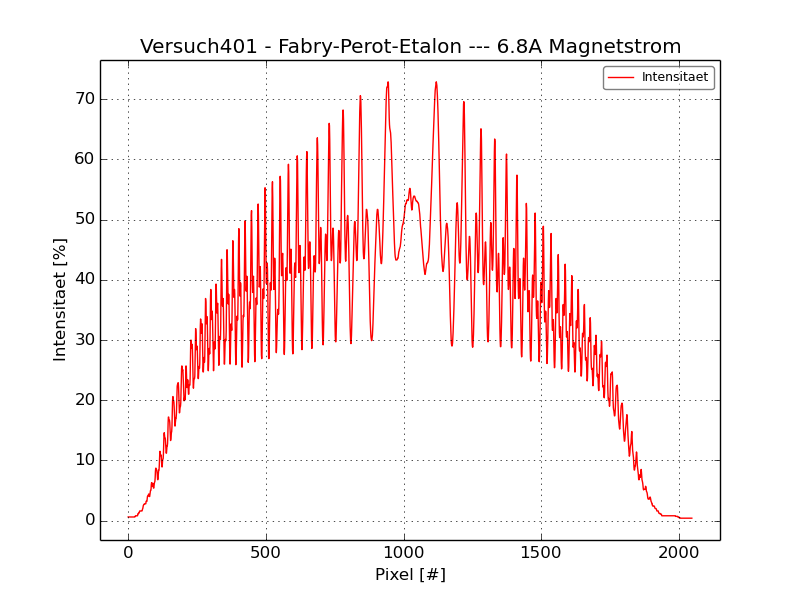 Versuch401 - Fabry-Perot-Etalon --- 6.8A Magnetstrom
Intensitaet
70
60
50
40
30
20
10
0
Intensitaet [%]
0 500 1000 1500 2000
Pixel [#]